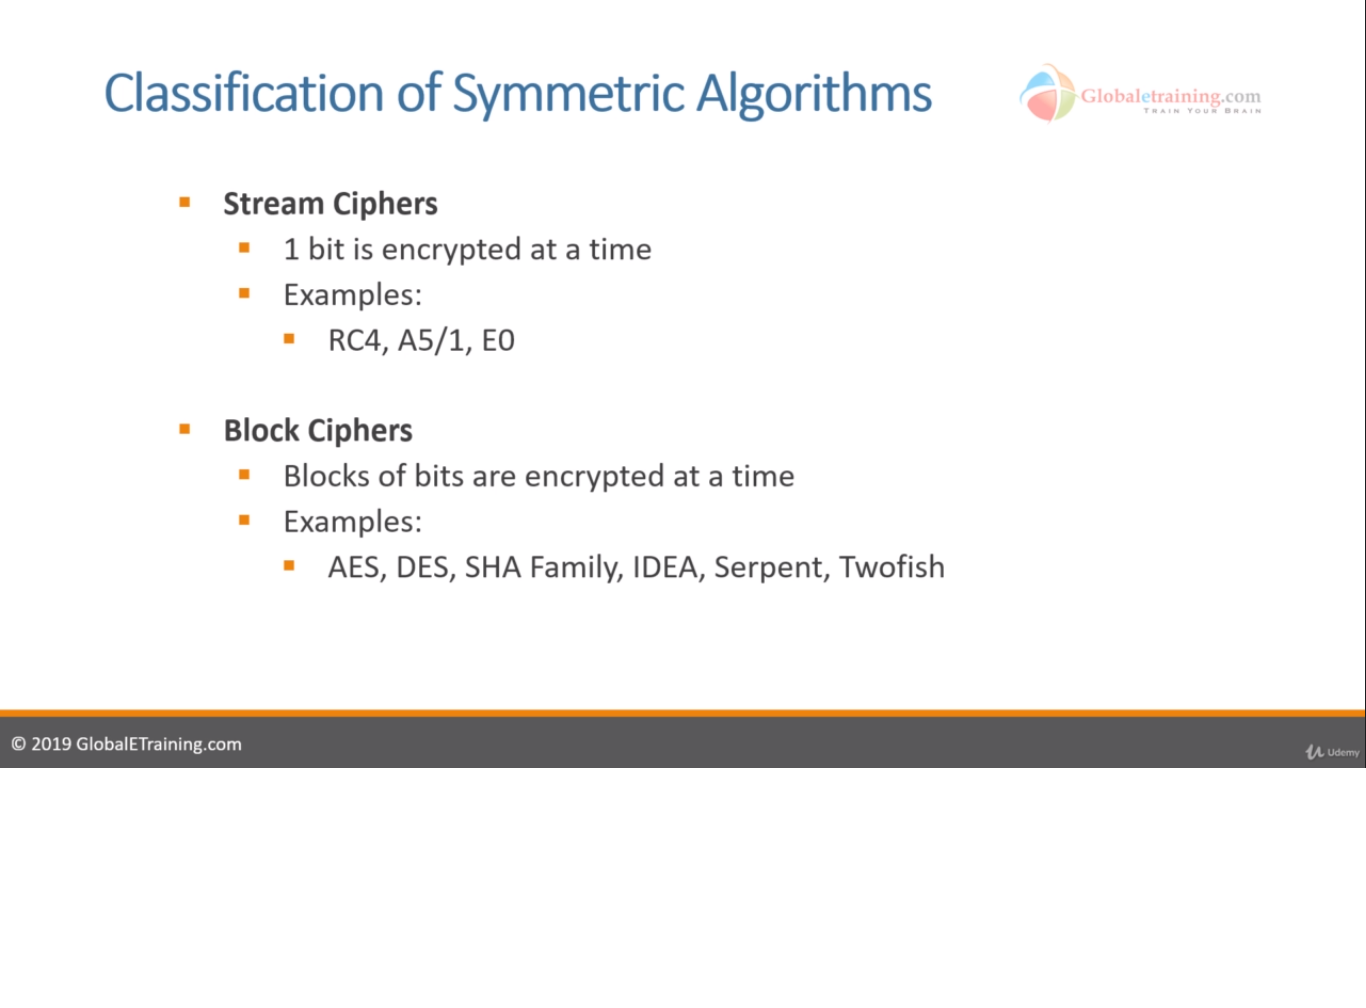 Classification of Symmetric Algorithms
Globaletraining.com
TRAIN YOUR BRAIN
Stream Ciphers
1 bit is encrypted at a time
Examples:
RC4, A5/1, E0
Block Ciphers
Blocks of bits are encrypted at a time
Examples:
AES, DES, SHA Family, IDEA, Serpent, Twofish
© 2019 GlobalETraining.com
Udemy